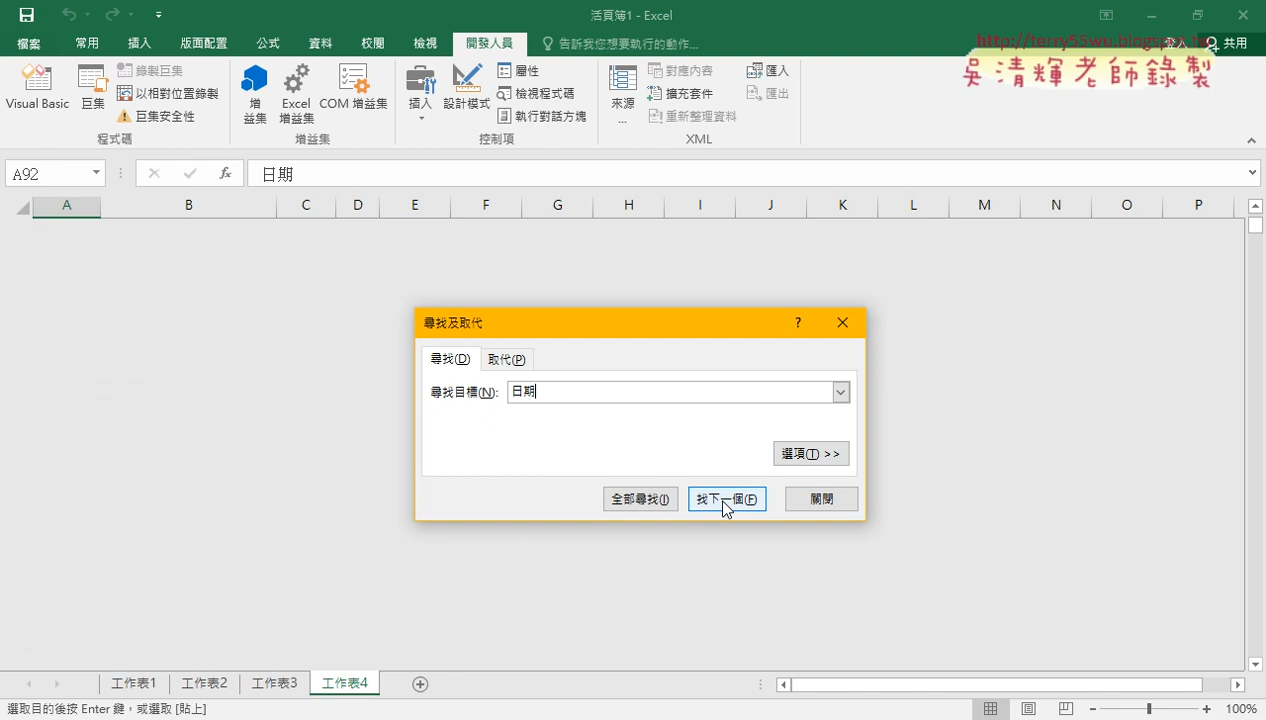 活頁簿1 - Excel
檔案 常用 插入 版面配置 公式 資料 校閱 檢視 開發人員 告訴我您想要執行的動作... 登入 共用
http://terry55wu.blogspot.tw
吳清輝老師錄製
Visual Basic 巨集 錄製巨集 以相對位置錄製 巨集安全性 程式碼
增益集 Excel 增益集 COM 增益集 增益集
插入 設計模式 屬性 檢視程式碼 執行對話方塊 控制項
來源... 對應內容 擴充套件 重新整理資料 匯入 匯出 XML
A92 fx 日期
A B C D E F G H I J K L M N O P
尋找及取代 ?
尋找(D) 取代(P)
尋找目標(N): 日期
選項(T) >>
全部尋找(I) 找下一個(F) 關閉
工作表1 工作表2 工作表3 工作表4
選取目的後按 Enter 鍵，或選取 [貼上] 100%